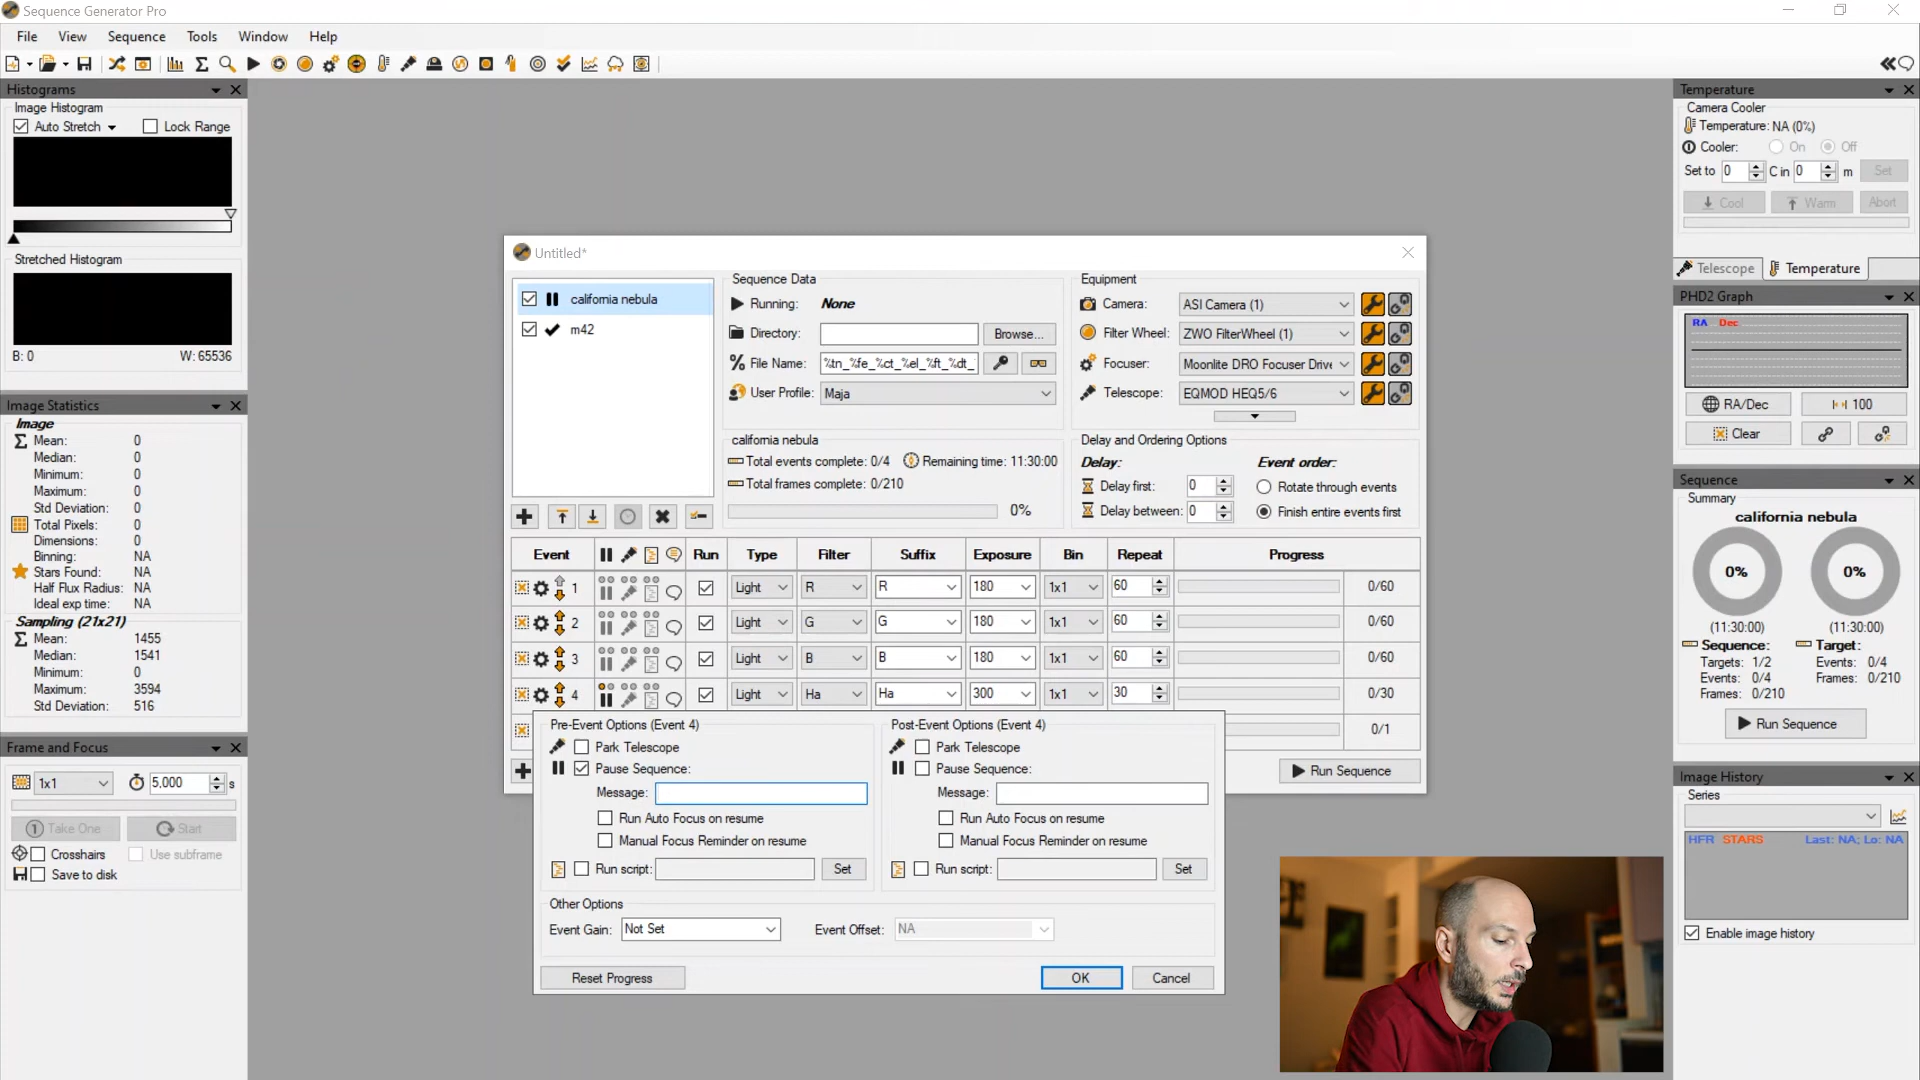 Sequence Generator Pro
File View Sequence Tools Window Help
Histograms
Image Histogram
Auto Stretch Lock Range
Stretched Histogram
B: 0 W: 65536
Image Statistics
Image
Mean: 0
Median: 0
Minimum: 0
Maximum: 0
Std Deviation: 0
Total Pixels: 0
Dimensions: 0
Binning: NA
Stars Found: NA
Half Flux Radius: NA
Ideal exp time: NA
Sampling (21x21)
Mean: 1455
Median: 1541
Minimum: 0
Maximum: 3594
Std Deviation: 516
Frame and Focus
1x1 5,000 s
Take One Start
Crosshairs Use subframe
Save to disk
Untitled*
california nebula
m42
Sequence Data
Running: None
Directory: Browse...
File Name: %tn_%fe_%ct_%el_%ft_%dt_
User Profile: Maja
Equipment
Camera: ASI Camera (1)
Filter Wheel: ZWO FilterWheel (1)
Focuser: Moonlite DRO Focuser Drive
Telescope: EQMOD HEQ5/6
california nebula
Total events complete: 0/4 Remaining time: 11:30:00
Total frames complete: 0/210
0%
Delay and Ordering Options
Delay: Event order:
Delay first: 0 Rotate through events
Delay between: 0 Finish entire events first
Event Run Type Filter Suffix Exposure Bin Repeat Progress
1 Light R R 180 1x1 60 0/60
2 Light G G 180 1x1 60 0/60
3 Light B B 180 1x1 60 0/60
4 Light Ha Ha 300 1x1 30 0/30
0/1
Run Sequence
Pre-Event Options (Event 4)
Park Telescope
Pause Sequence:
Message:
Run Auto Focus on resume
Manual Focus Reminder on resume
Run script: Set
Post-Event Options (Event 4)
Park Telescope
Pause Sequence:
Message:
Run Auto Focus on resume
Manual Focus Reminder on resume
Run script: Set
Other Options
Event Gain: Not Set Event Offset: NA
Reset Progress OK Cancel
Temperature
Camera Cooler
Temperature: NA (0%)
Cooler: On Off
Set to 0 C in 0 m Set
Cool Warm Abort
Telescope Temperature
PHD2 Graph
RA Dec
RA/Dec 100
Clear
Sequence
Summary
california nebula
0% 0%
(11:30:00) (11:30:00)
Sequence: Target:
Targets: 1/2 Events: 0/4
Events: 0/4 Frames: 0/210
Frames: 0/210
Run Sequence
Image History
Series
HFR STARS Last: NA; Lo: NA
Enable image history